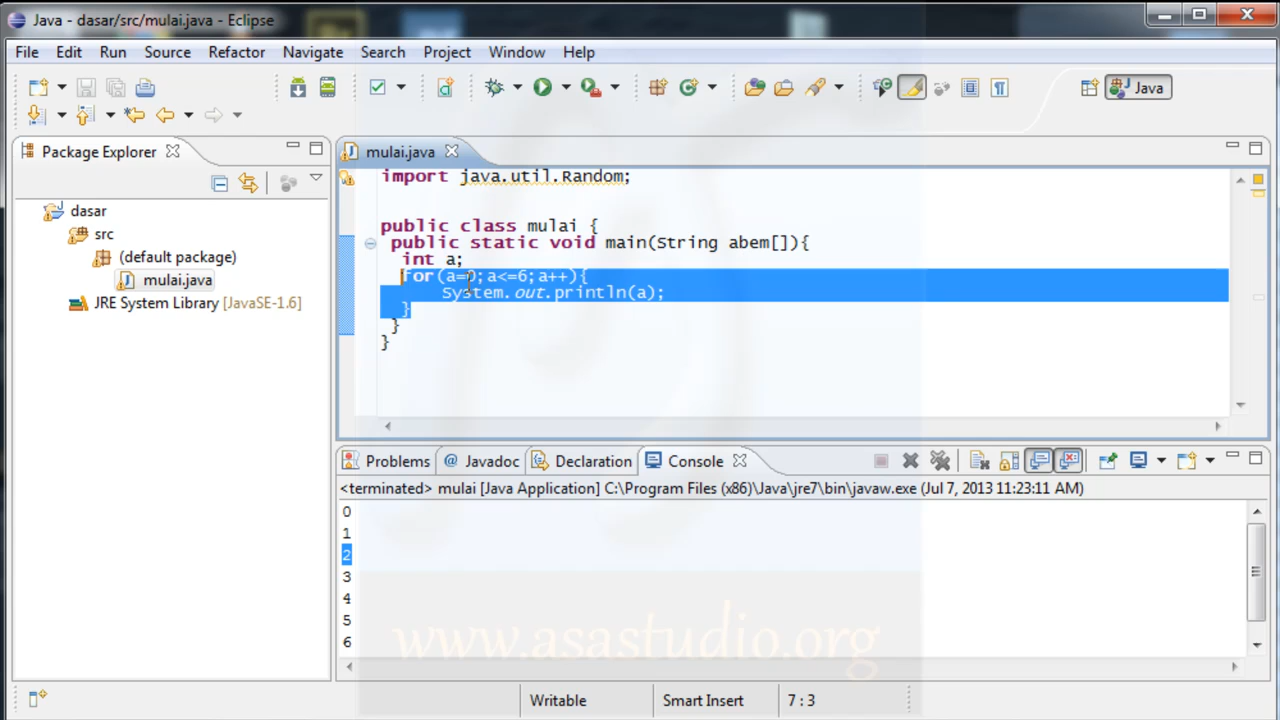 Java - dasar/src/mulai.java - Eclipse
File Edit Run Source Refactor Navigate Search Project Window Help
Java
Package Explorer
dasar
src
(default package)
mulai.java
JRE System Library [JavaSE-1.6]
mulai.java
import java.util.Random;
public class mulai {
public static void main(String abem[]){
int a;
for(a=0;a<=6;a++){
System.out.println(a);
}
}
}
Problems @ Javadoc Declaration Console
<terminated> mulai [Java Application] C:\Program Files (x86)\Java\jre7\bin\javaw.exe (Jul 7, 2013 11:23:11 AM)
0
1
2
3
4
5
6
www.asastudio.org
Writable Smart Insert 7 : 3